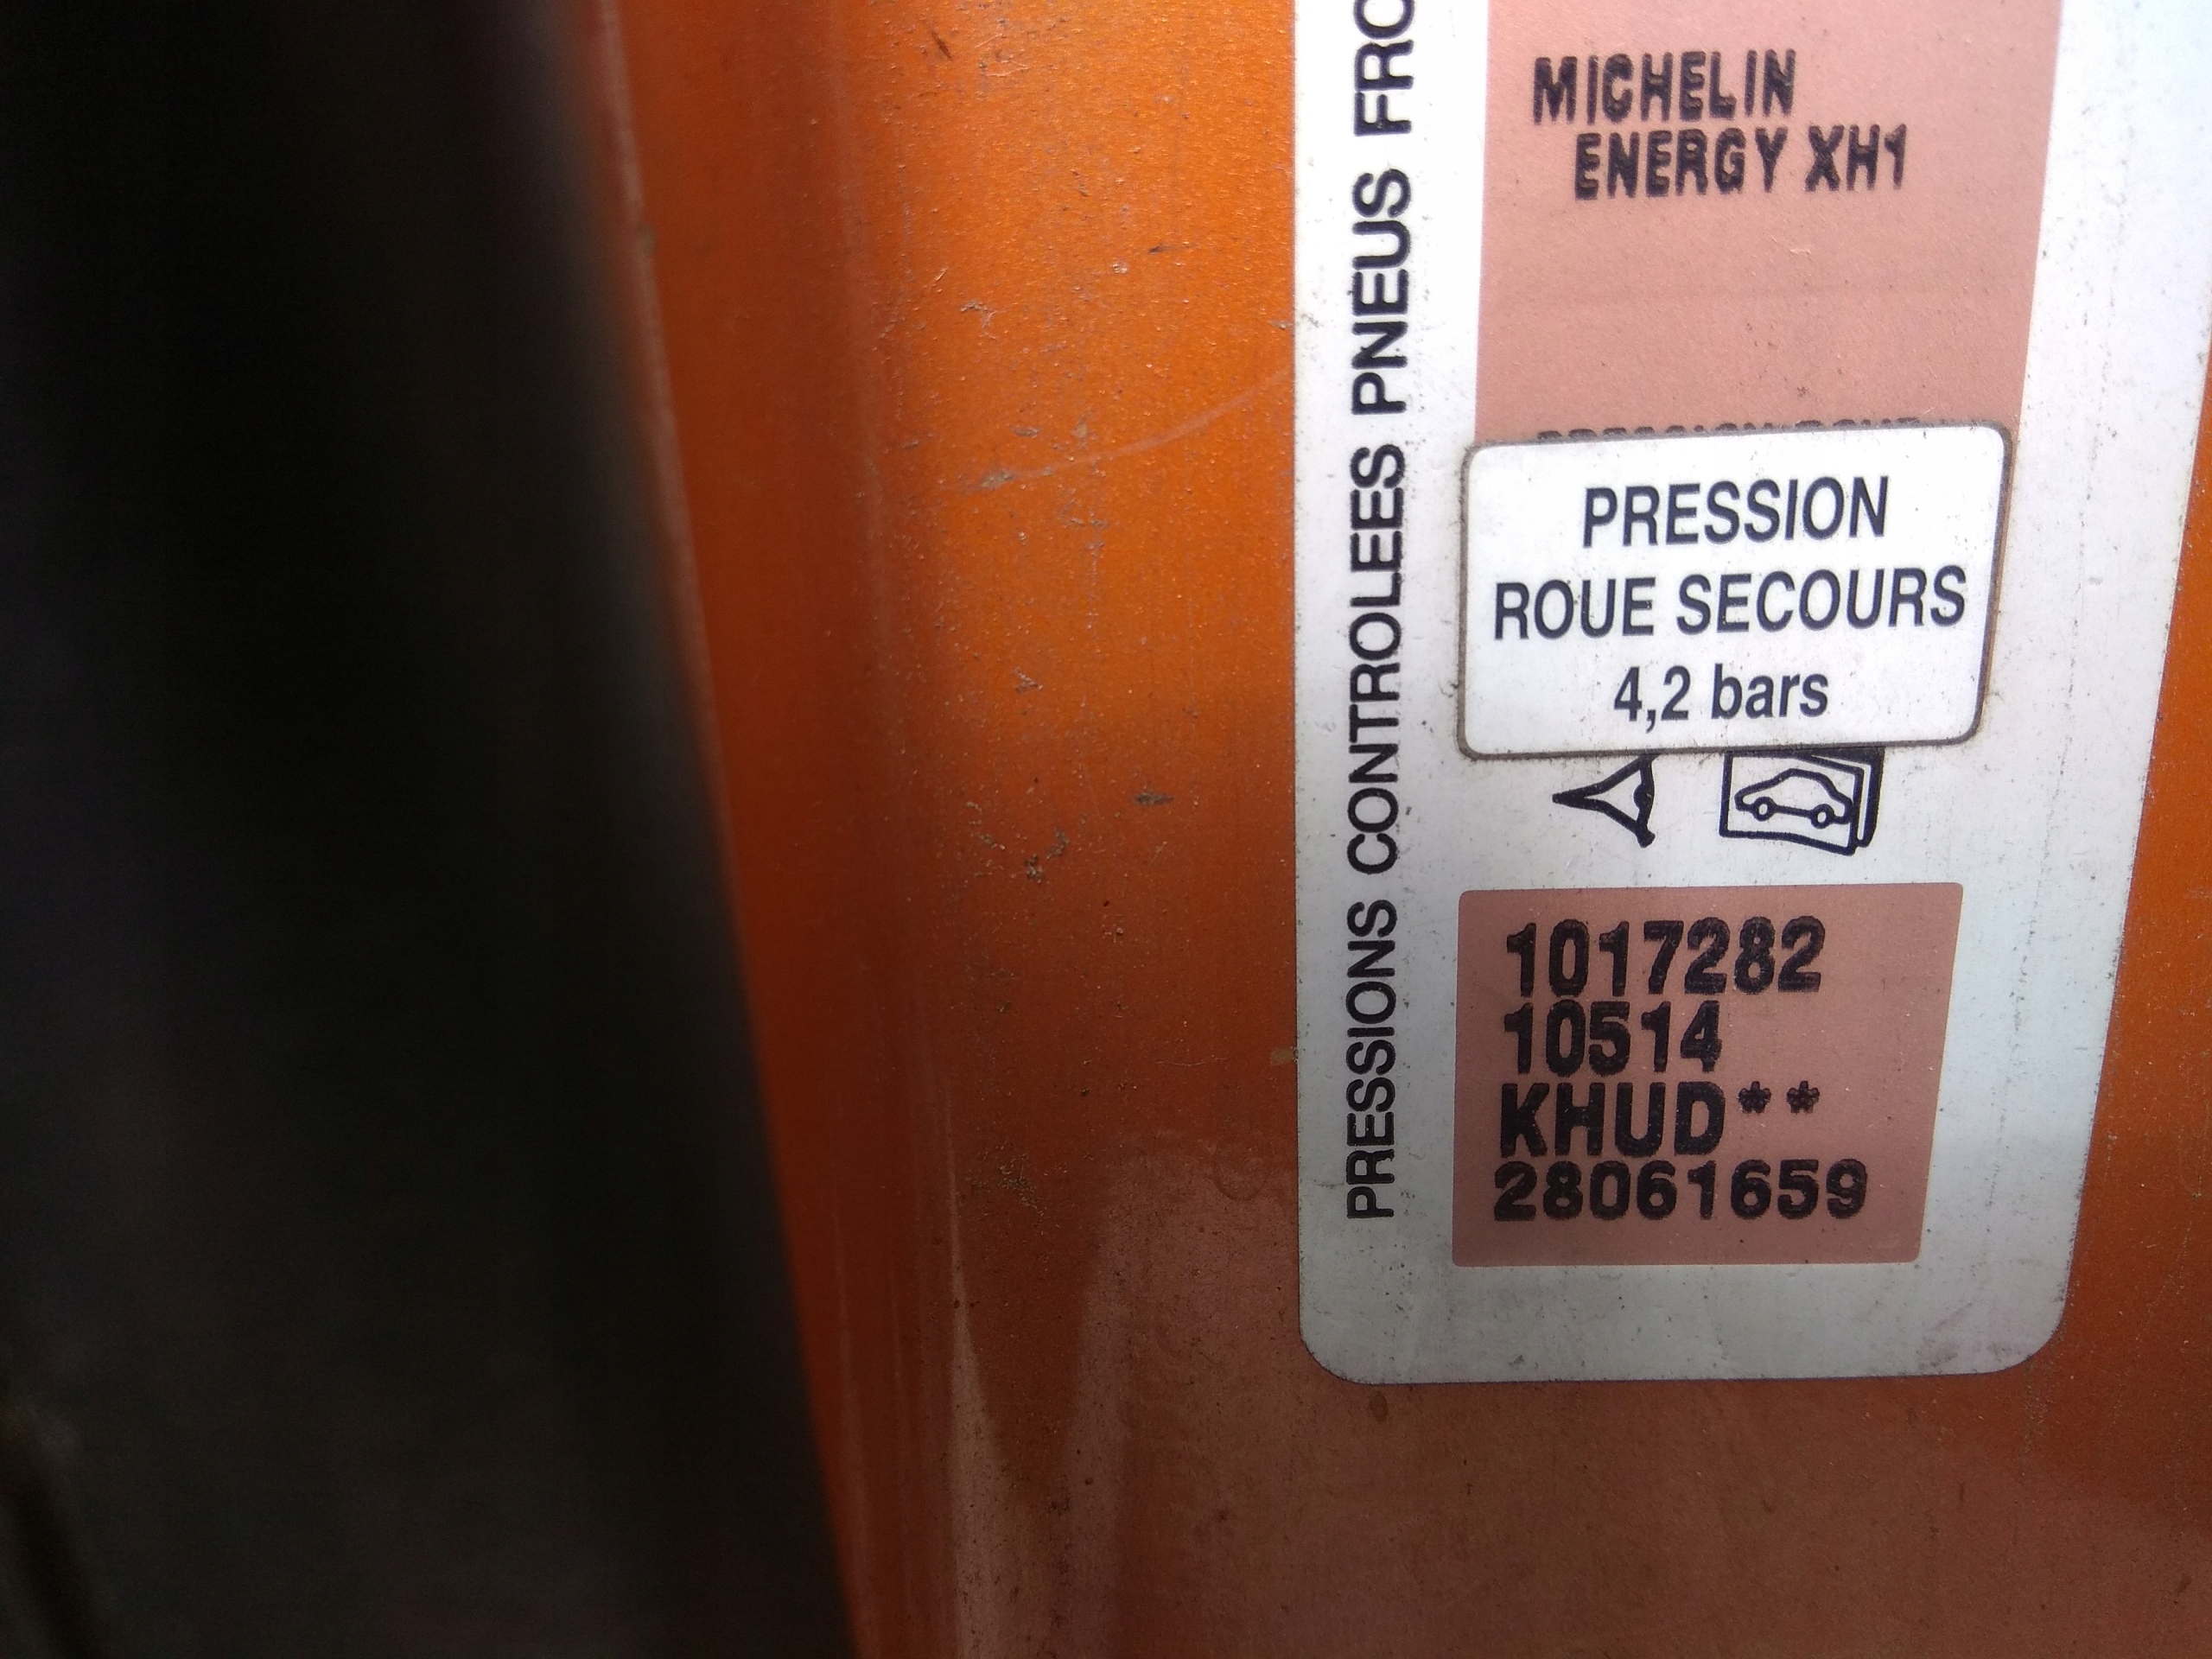 PRESSIONS CONTROLEES PNEUS FRO
MICHELIN
ENERGY XH1
PRESSION
ROUE SECOURS
4,2 bars
1017282
10514
KHUD**
28061659